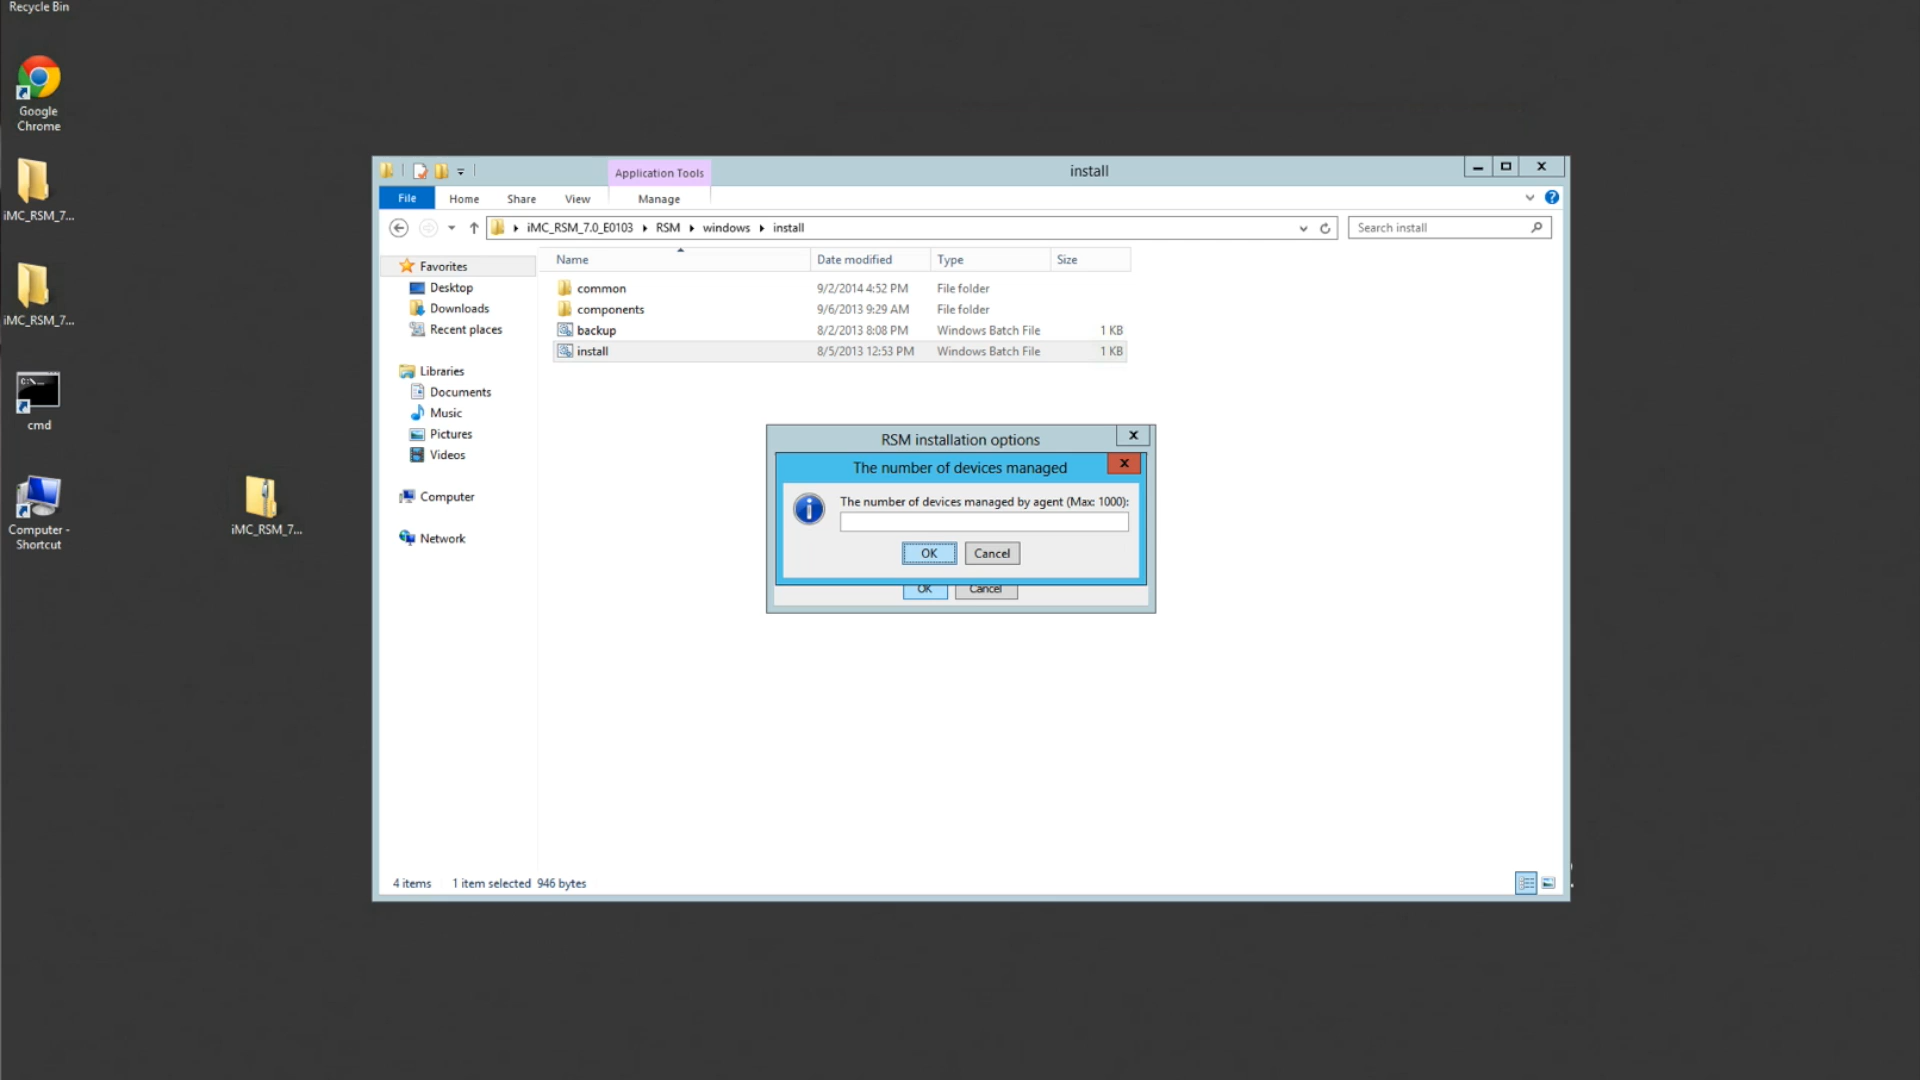 Recycle Bin
Google
Chrome
iMC_RSM_7...
iMC_RSM_7...
cmd
Computer -
Shortcut
iMC_RSM_7...
Application Tools
install
File
Home
Share
View
Manage
iMC_RSM_7.0_E0103
RSM
windows
install
Search install
Favorites
Desktop
Downloads
Recent places
Libraries
Documents
Music
Pictures
Videos
Computer
Network
Name
Date modified
Type
Size
common
9/2/2014 4:52 PM
File folder
components
9/6/2013 9:29 AM
File folder
backup
8/2/2013 8:08 PM
Windows Batch File
1 KB
install
8/5/2013 12:53 PM
Windows Batch File
1 KB
RSM installation options
The number of devices managed
The number of devices managed by agent (Max: 1000):
OK
Cancel
OK
Cancel
4 items
1 item selected 946 bytes